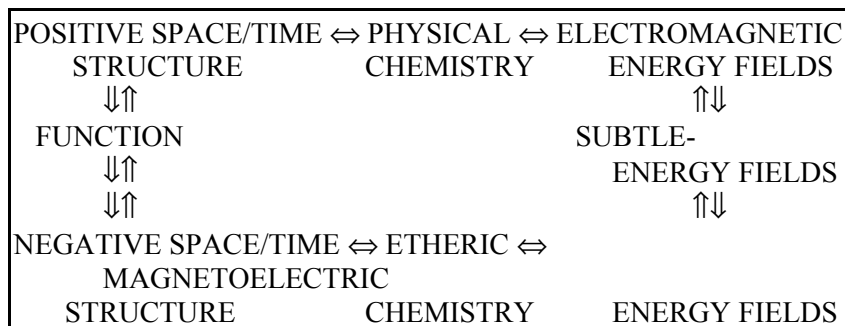 POSITIVE SPACE/TIME ⇔ PHYSICAL ⇔ ELECTROMAGNETIC
STRUCTURE CHEMISTRY ENERGY FIELDS
⇓⇑ ⇑⇓
FUNCTION SUBTLE-
⇓⇑ ENERGY FIELDS
⇓⇑ ⇑⇓
NEGATIVE SPACE/TIME ⇔ ETHERIC ⇔
MAGNETOELECTRIC
STRUCTURE CHEMISTRY ENERGY FIELDS